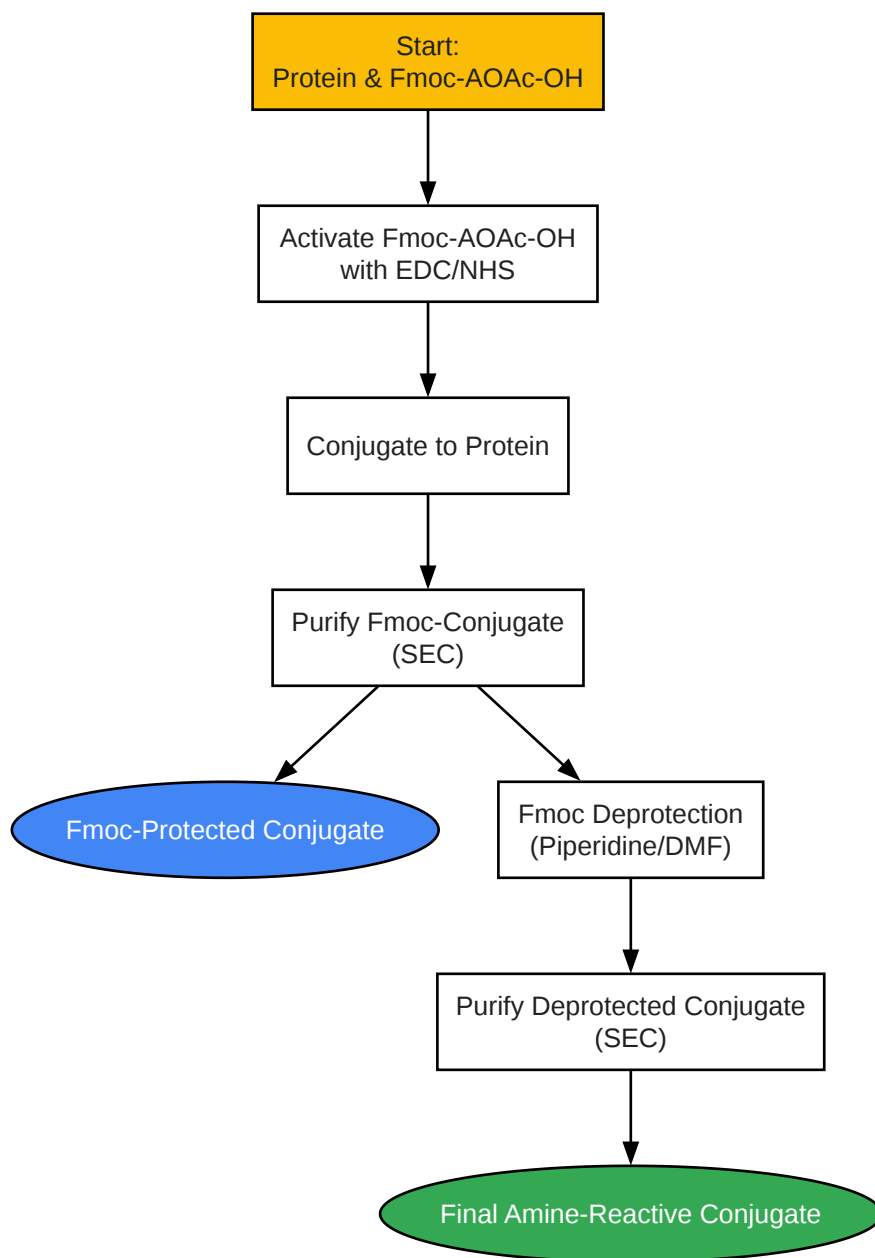 Start:
Protein & Fmoc-AOAc-OH
Activate Fmoc-AOAc-OH
with EDC/NHS
Conjugate to Protein
Purify Fmoc-Conjugate
(SEC)
Fmoc-Protected Conjugate
Fmoc Deprotection
(Piperidine/DMF)
Purify Deprotected Conjugate
(SEC)
Final Amine-Reactive Conjugate